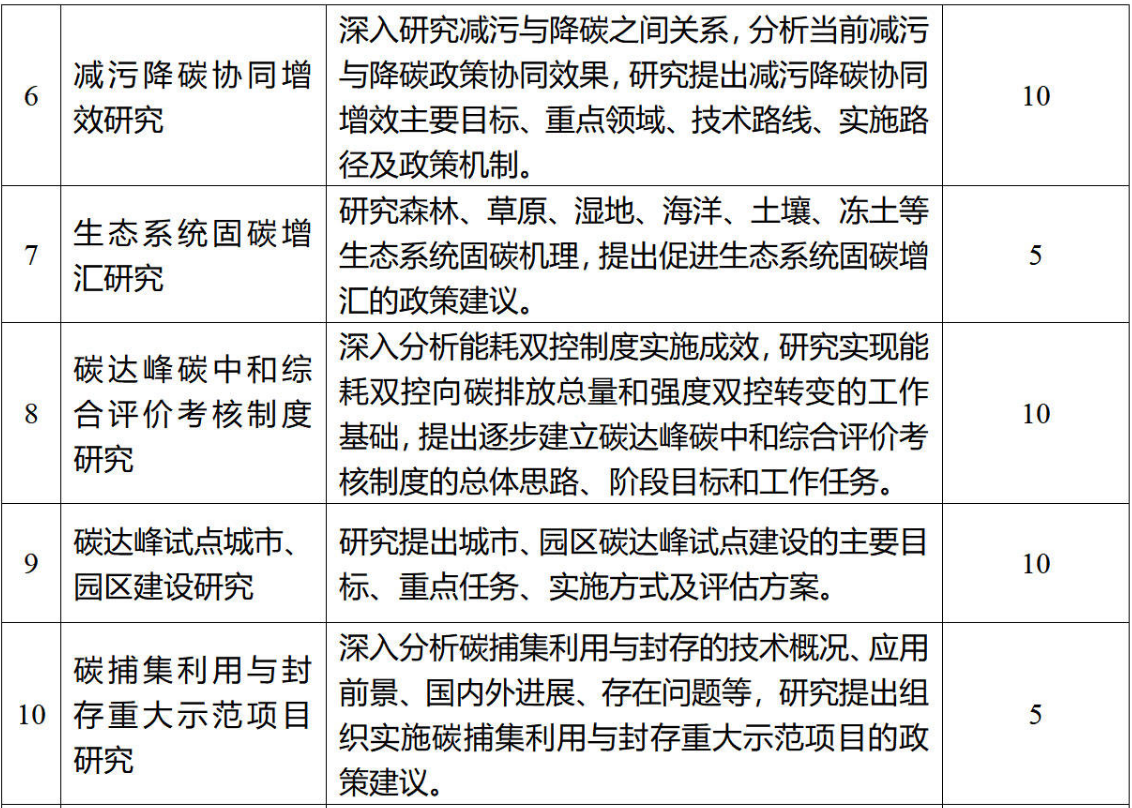 6
减污降碳协同增
效研究
深入研究减污与降碳之间关系，分析当前减污
与降碳政策协同效果，研究提出减污降碳协同
增效主要目标、重点领域、技术路线、实施路
径及政策机制。
10
7
生态系统固碳增
汇研究
研究森林、草原、湿地、海洋、土壤、冻土等
生态系统固碳机理，提出促进生态系统固碳增
汇的政策建议。
5
8
碳达峰碳中和综
合评价考核制度
研究
深入分析能耗双控制度实施成效，研究实现能
耗双控向碳排放总量和强度双控转变的工作
基础，提出逐步建立碳达峰碳中和综合评价考
核制度的总体思路、阶段目标和工作任务。
10
9
碳达峰试点城市、
园区建设研究
研究提出城市、园区碳达峰试点建设的主要目
标、重点任务、实施方式及评估方案。
10
10
碳捕集利用与封
存重大示范项目
研究
深入分析碳捕集利用与封存的技术概况、应用
前景、国内外进展、存在问题等，研究提出组
织实施碳捕集利用与封存重大示范项目的政
策建议。
5